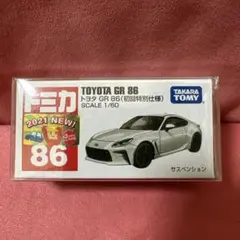 トミカ
2021 NEW!
86
TOYOTA GR 86
トヨタ GR 86(初回特別仕様)
SCALE 1/60
TAKARA
TOMY
サスペンション